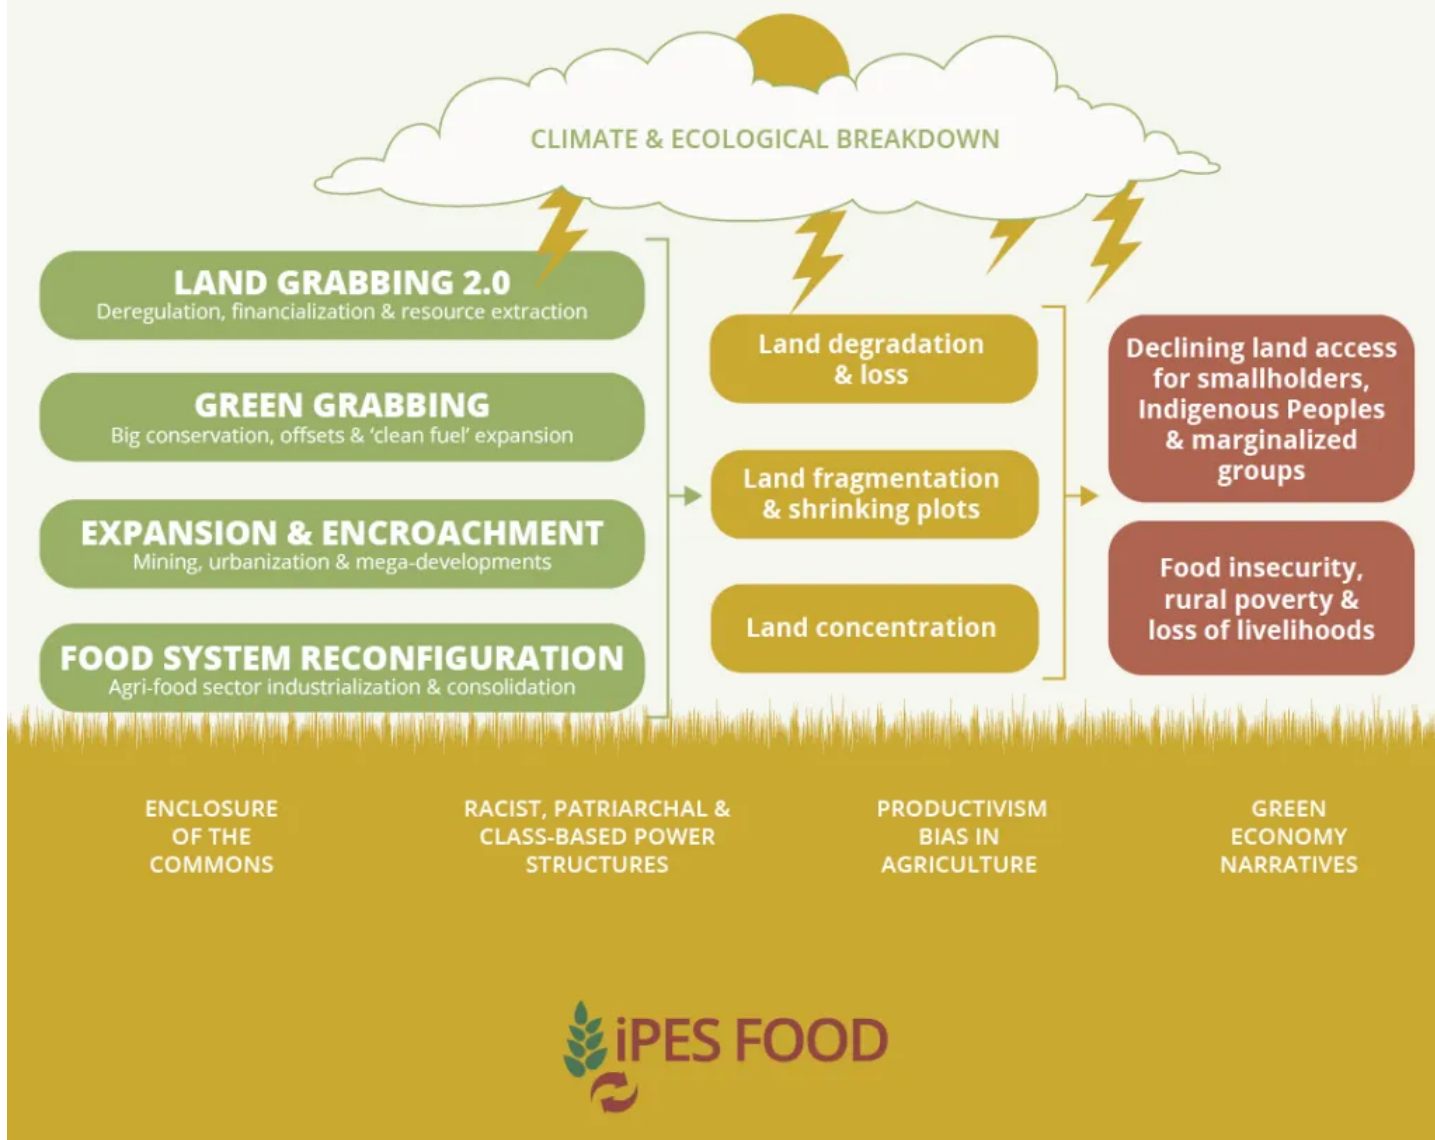 CLIMATE & ECOLOGICAL BREAKDOWN
LAND GRABBING 2.0
Deregulation, financialization & resource extraction
GREEN GRABBING
Big conservation, offsets & ‘clean fuel’ expansion
EXPANSION & ENCROACHMENT
Mining, urbanization & mega-developments
FOOD SYSTEM RECONFIGURATION
Agri-food sector industrialization & consolidation
Land degradation
& loss
Land fragmentation
& shrinking plots
Land concentration
Declining land access
for smallholders,
Indigenous Peoples
& marginalized
groups
Food insecurity,
rural poverty &
loss of livelihoods
ENCLOSURE
OF THE
COMMONS
RACIST, PATRIARCHAL &
CLASS-BASED POWER
STRUCTURES
PRODUCTIVISM
BIAS IN
AGRICULTURE
GREEN
ECONOMY
NARRATIVES
iPES FOOD